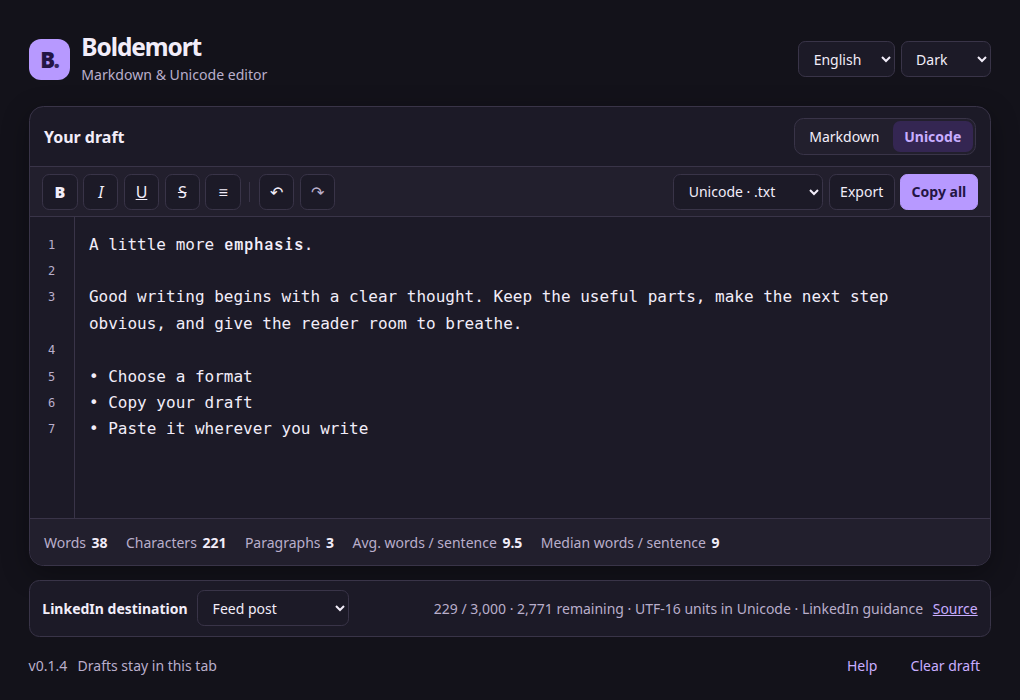 B.
Boldemort
Markdown & Unicode editor
English
Dark
Your draft
Markdown
Unicode
B I U S ≡ ↶ ↷
Unicode · .txt
Export
Copy all
1 A little more emphasis.
2
3 Good writing begins with a clear thought. Keep the useful parts, make the next step
obvious, and give the reader room to breathe.
4
5 • Choose a format
6 • Copy your draft
7 • Paste it wherever you write
Words 38 Characters 221 Paragraphs 3 Avg. words / sentence 9.5 Median words / sentence 9
LinkedIn destination
Feed post
229 / 3,000 · 2,771 remaining · UTF-16 units in Unicode · LinkedIn guidance Source
v0.1.4 Drafts stay in this tab
Help
Clear draft